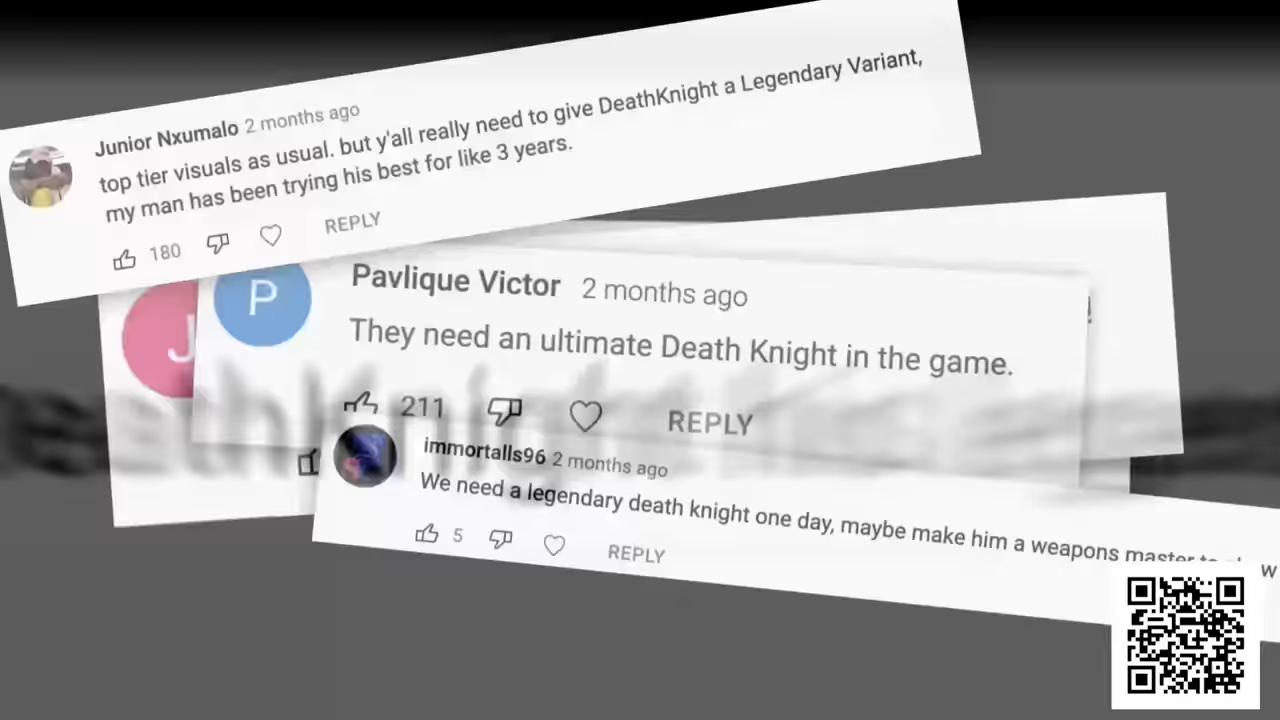 Junior Nxumalo 2 months ago
top tier visuals as usual. but y'all really need to give DeathKnight a Legendary Variant,
my man has been trying his best for like 3 years.
180
REPLY
J
P
Pavlique Victor 2 months ago
!
They need an ultimate Death Knight in the game.
211
REPLY
immortalls96 2 months ago
We need a legendary death knight one day, maybe make him a weapons master
5
REPLY